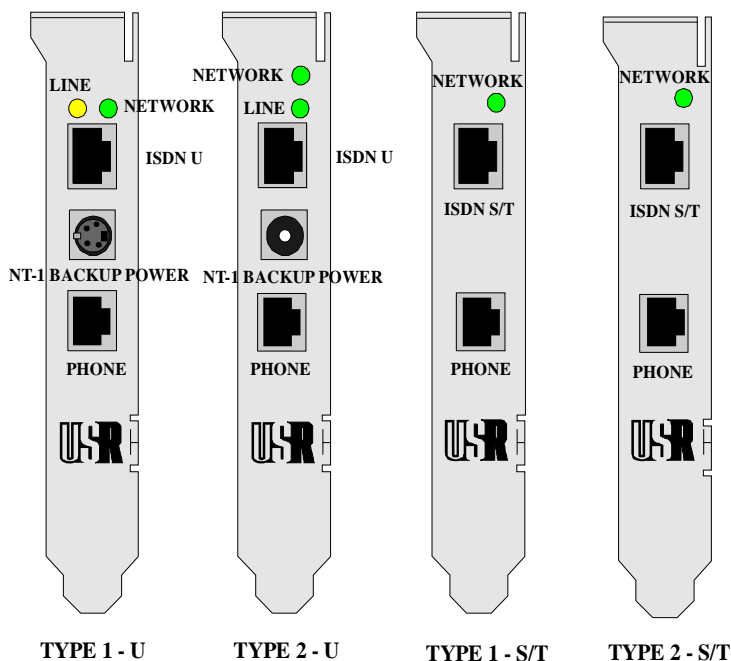 LINE
NETWORK
ISDN U
NT-1 BACKUP POWER
PHONE
USR
TYPE 1 - U
NETWORK
LINE
ISDN U
NT-1 BACKUP POWER
PHONE
USR
TYPE 2 - U
NETWORK
ISDN S/T
PHONE
USR
TYPE 1 - S/T
NETWORK
ISDN S/T
PHONE
USR
TYPE 2 - S/T